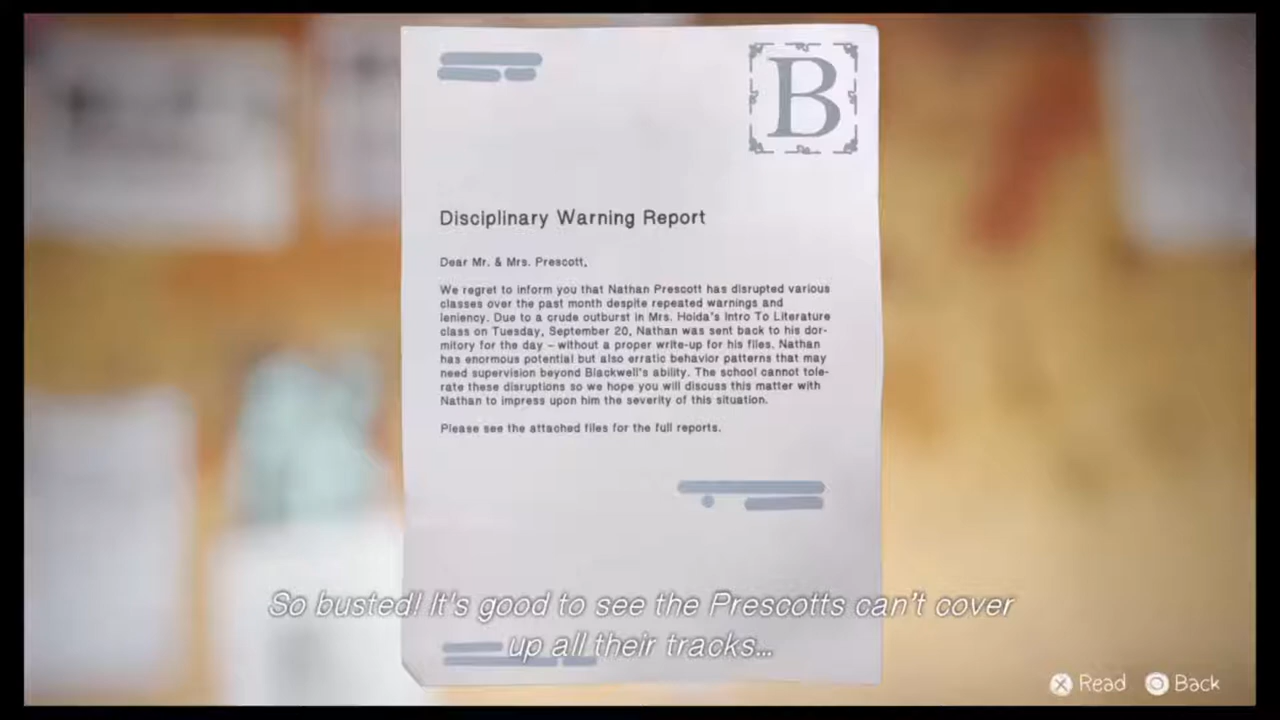 B
Disciplinary Warning Report
Dear Mr. & Mrs. Prescott,
We regret to inform you that Nathan Prescott has disrupted various
classes over the past month despite repeated warnings and
leniency. Due to a crude outburst in Mrs. Hoida's Intro To Literature
class on Tuesday, September 20, Nathan was sent back to his dor-
mitory for the day – without a proper write-up for his files. Nathan
has enormous potential but also erratic behavior patterns that may
need supervision beyond Blackwell's ability. The school cannot tole-
rate these disruptions so we hope you will discuss this matter with
Nathan to impress upon him the severity of this situation.
Please see the attached files for the full reports.
So busted! It's good to see the Prescotts can't cover
up all their tracks...
Read Back